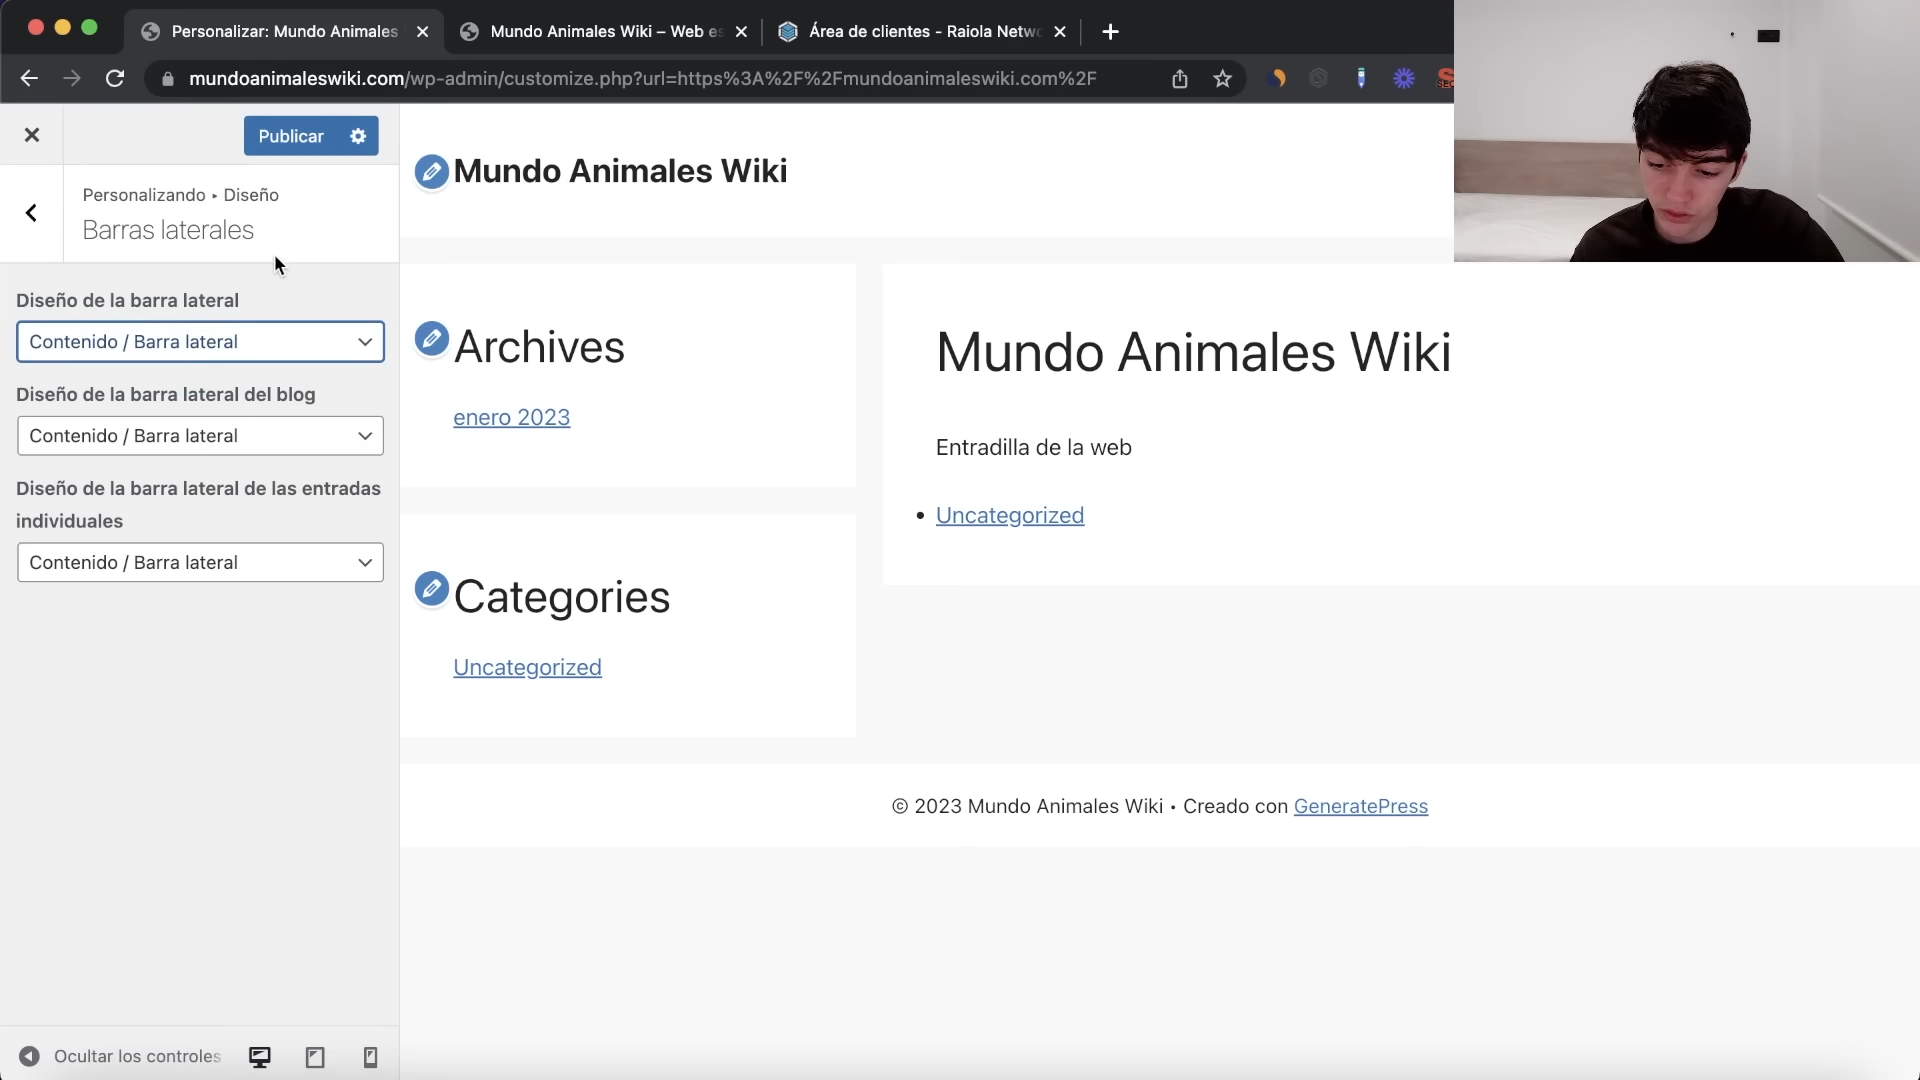 Personalizar: Mundo Animales
Mundo Animales Wiki – Web es
Área de clientes - Raiola Netwo
mundoanimaleswiki.com/wp-admin/customize.php?url=https%3A%2F%2Fmundoanimaleswiki.com%2F
Publicar
Personalizando ▸ Diseño
Barras laterales
Diseño de la barra lateral
Contenido / Barra lateral
Diseño de la barra lateral del blog
Contenido / Barra lateral
Diseño de la barra lateral de las entradas
individuales
Contenido / Barra lateral
Ocultar los controles
Mundo Animales Wiki
Archives
enero 2023
Categories
Uncategorized
Mundo Animales Wiki
Entradilla de la web
• Uncategorized
© 2023 Mundo Animales Wiki • Creado con GeneratePress